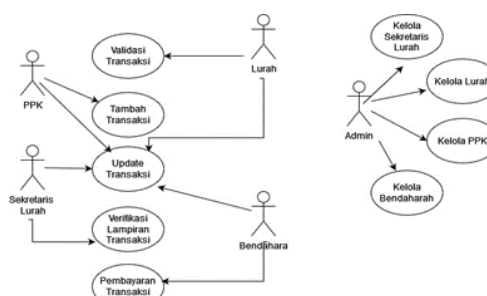 Validasi
Transaksi
Lurah
PPK
Tambah
Transaksi
Update
Transaksi
Sekretaris
Lurah
Verifikasi
Lampiran
Transaksi
Bendahara
Pembayaran
Transaksi
Kelola
Sekretaris
Lurah
Kelola Lurah
Admin
Kelola PPK
Kelola
Bendaharah